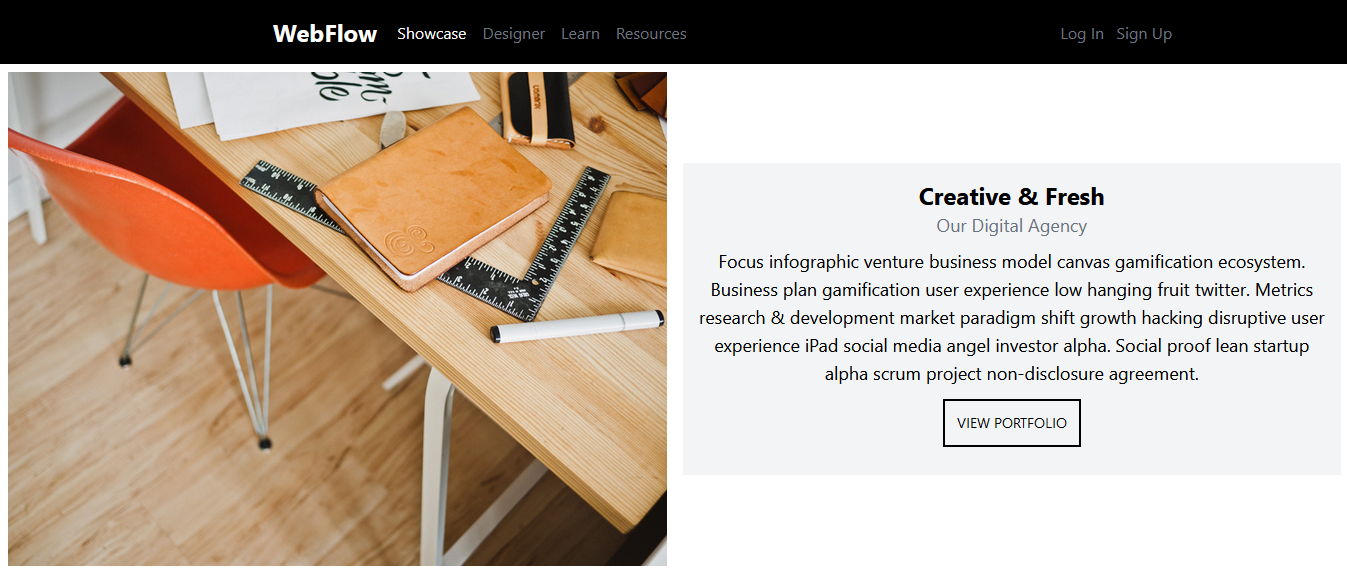 WebFlow Showcase Designer Learn Resources Log In Sign Up
Creative & Fresh
Our Digital Agency
Focus infographic venture business model canvas gamification ecosystem.
Business plan gamification user experience low hanging fruit twitter. Metrics
research & development market paradigm shift growth hacking disruptive user
experience iPad social media angel investor alpha. Social proof lean startup
alpha scrum project non-disclosure agreement.
VIEW PORTFOLIO